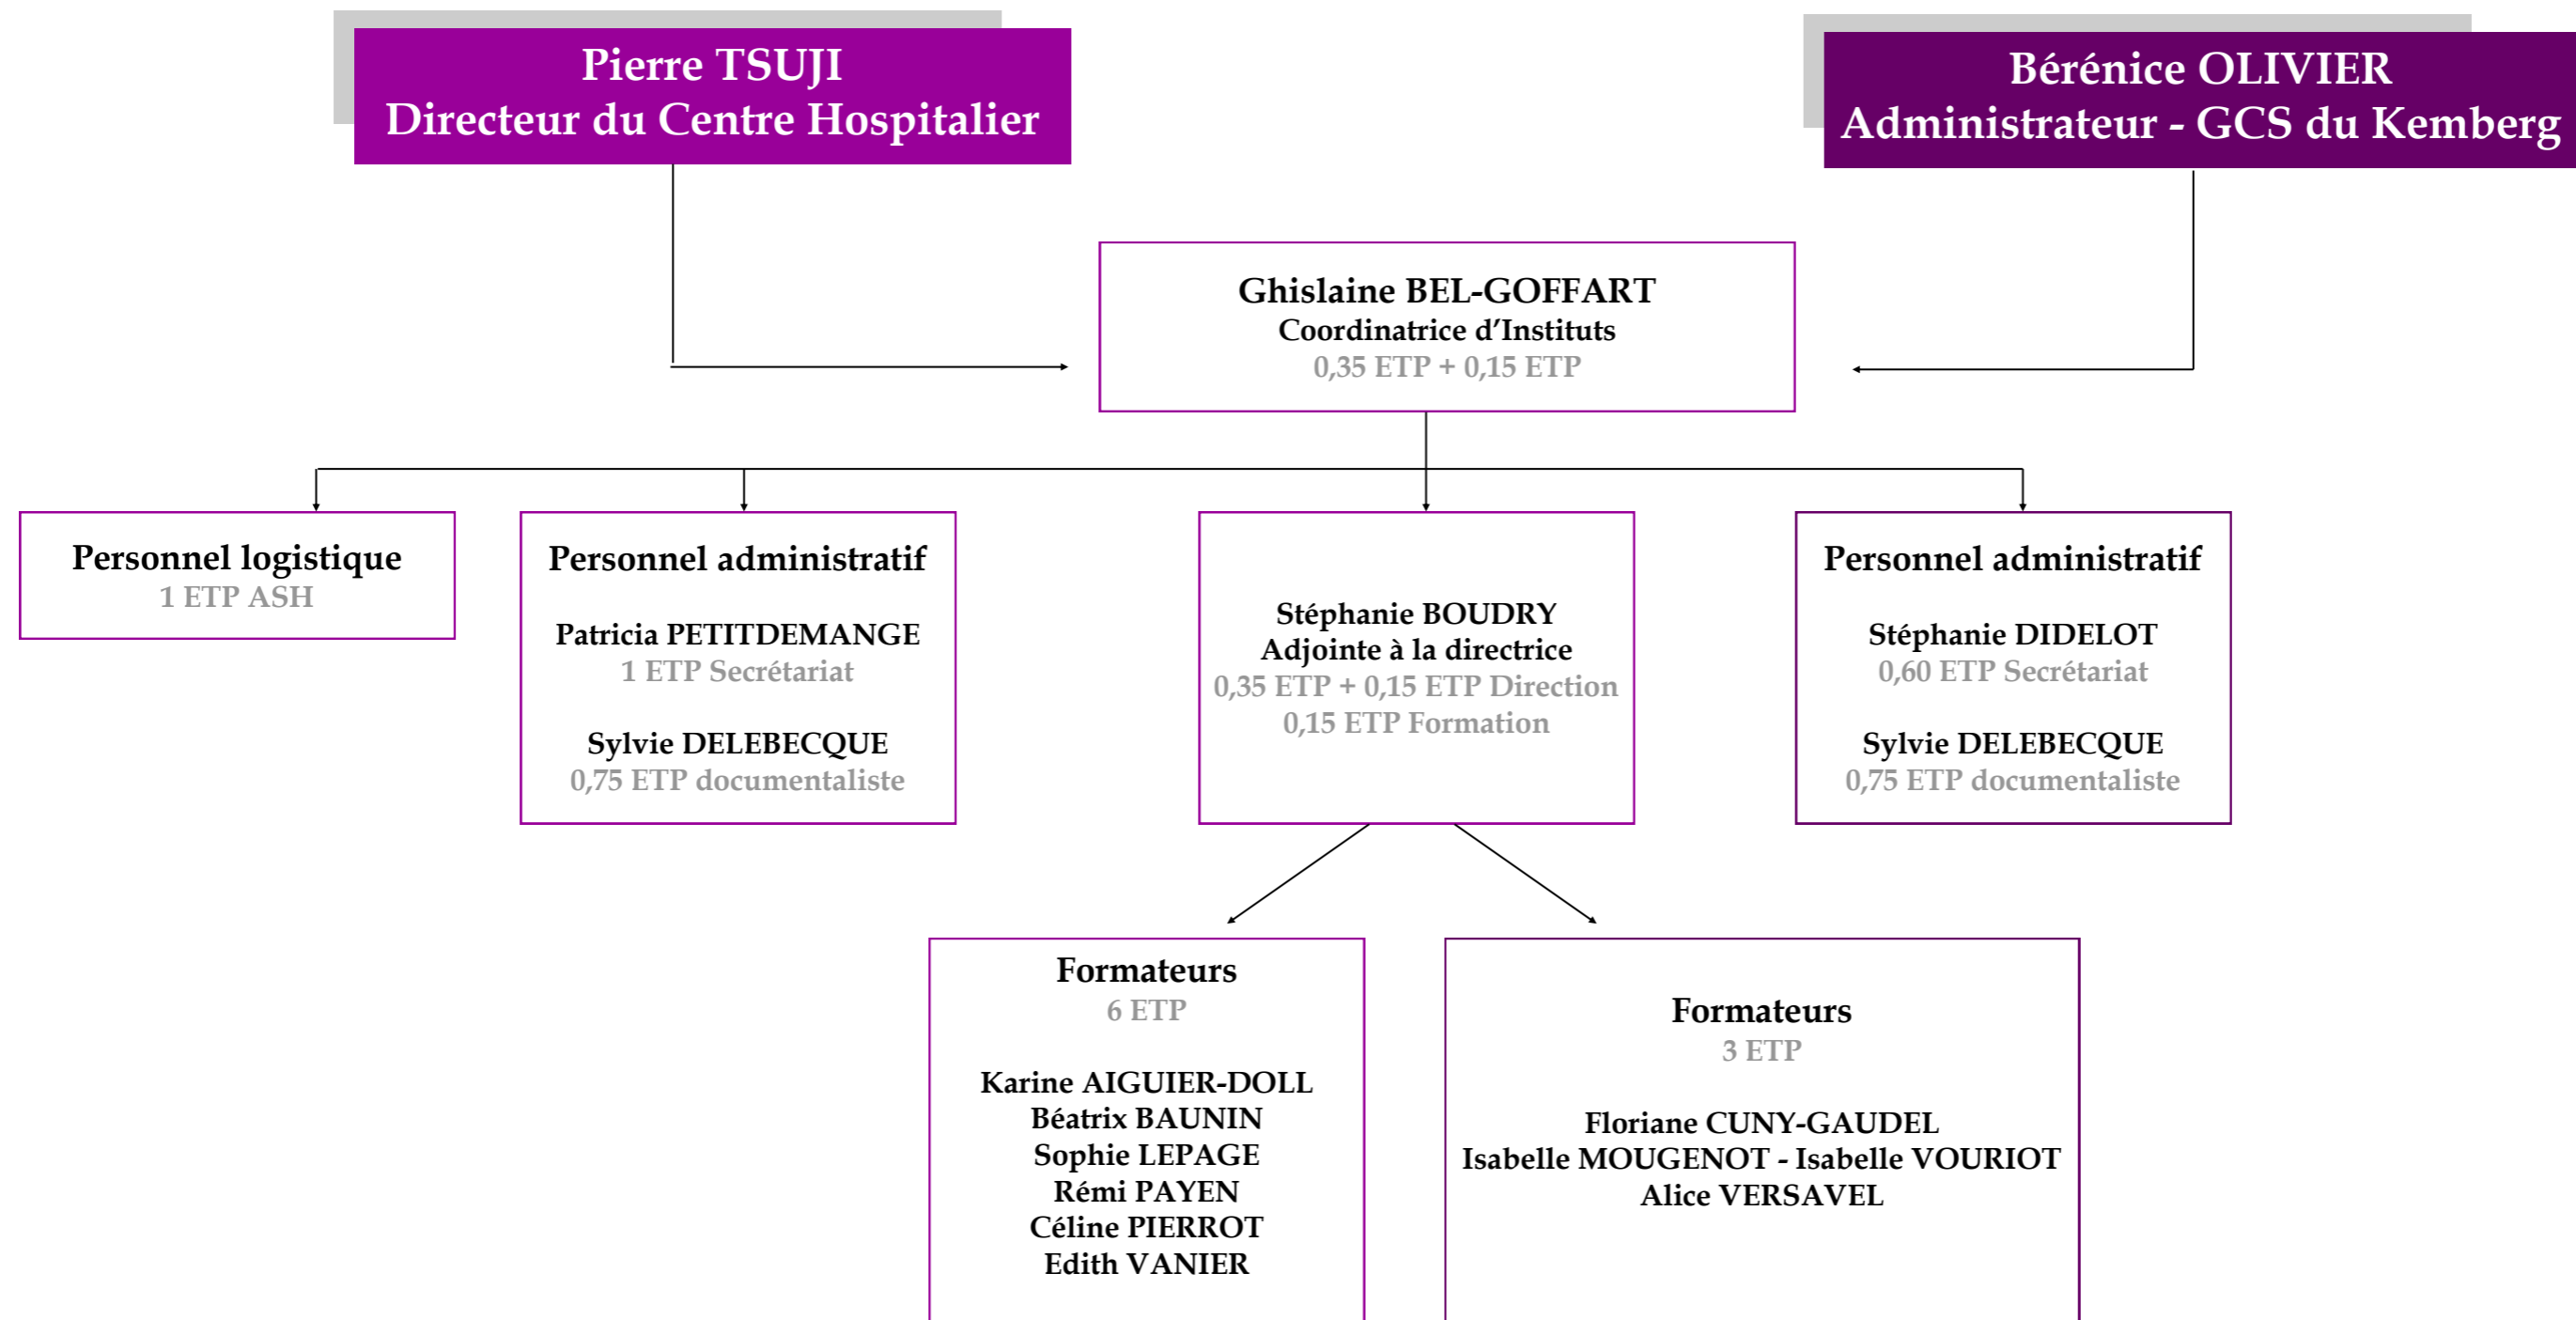 Pierre TSUJI
Directeur du Centre Hospitalier
Bérénice OLIVIER
Administrateur - GCS du Kemberg
Ghislaine BEL-GOFFART
Coordinatrice d’Instituts
0,35 ETP + 0,15 ETP
Personnel logistique
1 ETP ASH
Personnel administratif
Patricia PETITDEMANGE
1 ETP Secrétariat
Sylvie DELEBECQUE
0,75 ETP documentaliste
Stéphanie BOUDRY
Adjointe à la directrice
0,35 ETP + 0,15 ETP Direction
0,15 ETP Formation
Personnel administratif
Stéphanie DIDELOT
0,60 ETP Secrétariat
Sylvie DELEBECQUE
0,75 ETP documentaliste
Formateurs
6 ETP
Karine AIGUIER-DOLL
Béatrix BAUNIN
Sophie LEPAGE
Rémi PAYEN
Céline PIERROT
Edith VANIER
Formateurs
3 ETP
Floriane CUNY-GAUDEL
Isabelle MOUGENOT - Isabelle VOURIOT
Alice VERSAVEL